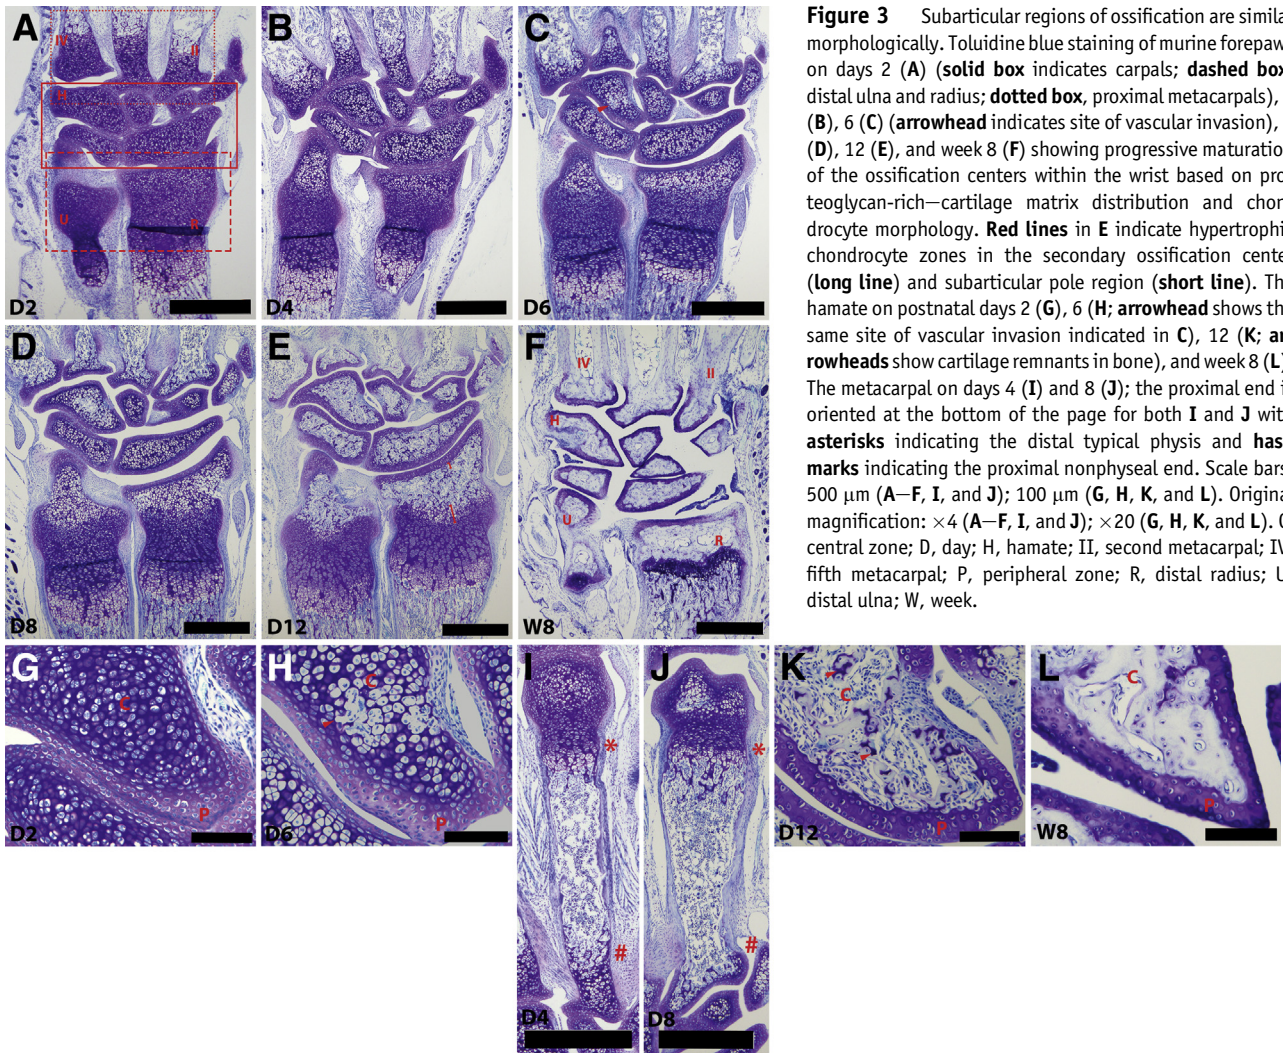 A
IV
II
H
U
R
D2
B
D4
C
D6
D
D8
E
D12
F
IV
II
H
U
R
W8
Figure 3 Subarticular regions of ossification are simila
morphologically. Toluidine blue staining of murine forepaw
on days 2 (A) (solid box indicates carpals; dashed box
distal ulna and radius; dotted box, proximal metacarpals),
(B), 6 (C) (arrowhead indicates site of vascular invasion),
(D), 12 (E), and week 8 (F) showing progressive maturatio
of the ossification centers within the wrist based on pro
teoglycan-rich—cartilage matrix distribution and chon
drocyte morphology. Red lines in E indicate hypertrophi
chondrocyte zones in the secondary ossification cente
(long line) and subarticular pole region (short line). Th
hamate on postnatal days 2 (G), 6 (H; arrowhead shows th
same site of vascular invasion indicated in C), 12 (K; ar
rowheads show cartilage remnants in bone), and week 8 (L)
The metacarpal on days 4 (I) and 8 (J); the proximal end i
oriented at the bottom of the page for both I and J wit
asterisks indicating the distal typical physis and has
marks indicating the proximal nonphyseal end. Scale bars
500 μm (A—F, I, and J); 100 μm (G, H, K, and L). Origina
magnification: ×4 (A—F, I, and J); ×20 (G, H, K, and L). C
central zone; D, day; H, hamate; II, second metacarpal; IV
fifth metacarpal; P, peripheral zone; R, distal radius; U
distal ulna; W, week.
G
C
P
D2
H
C
P
D6
I
*
#
D4
J
*
#
D8
K
C
P
D12
L
C
P
W8